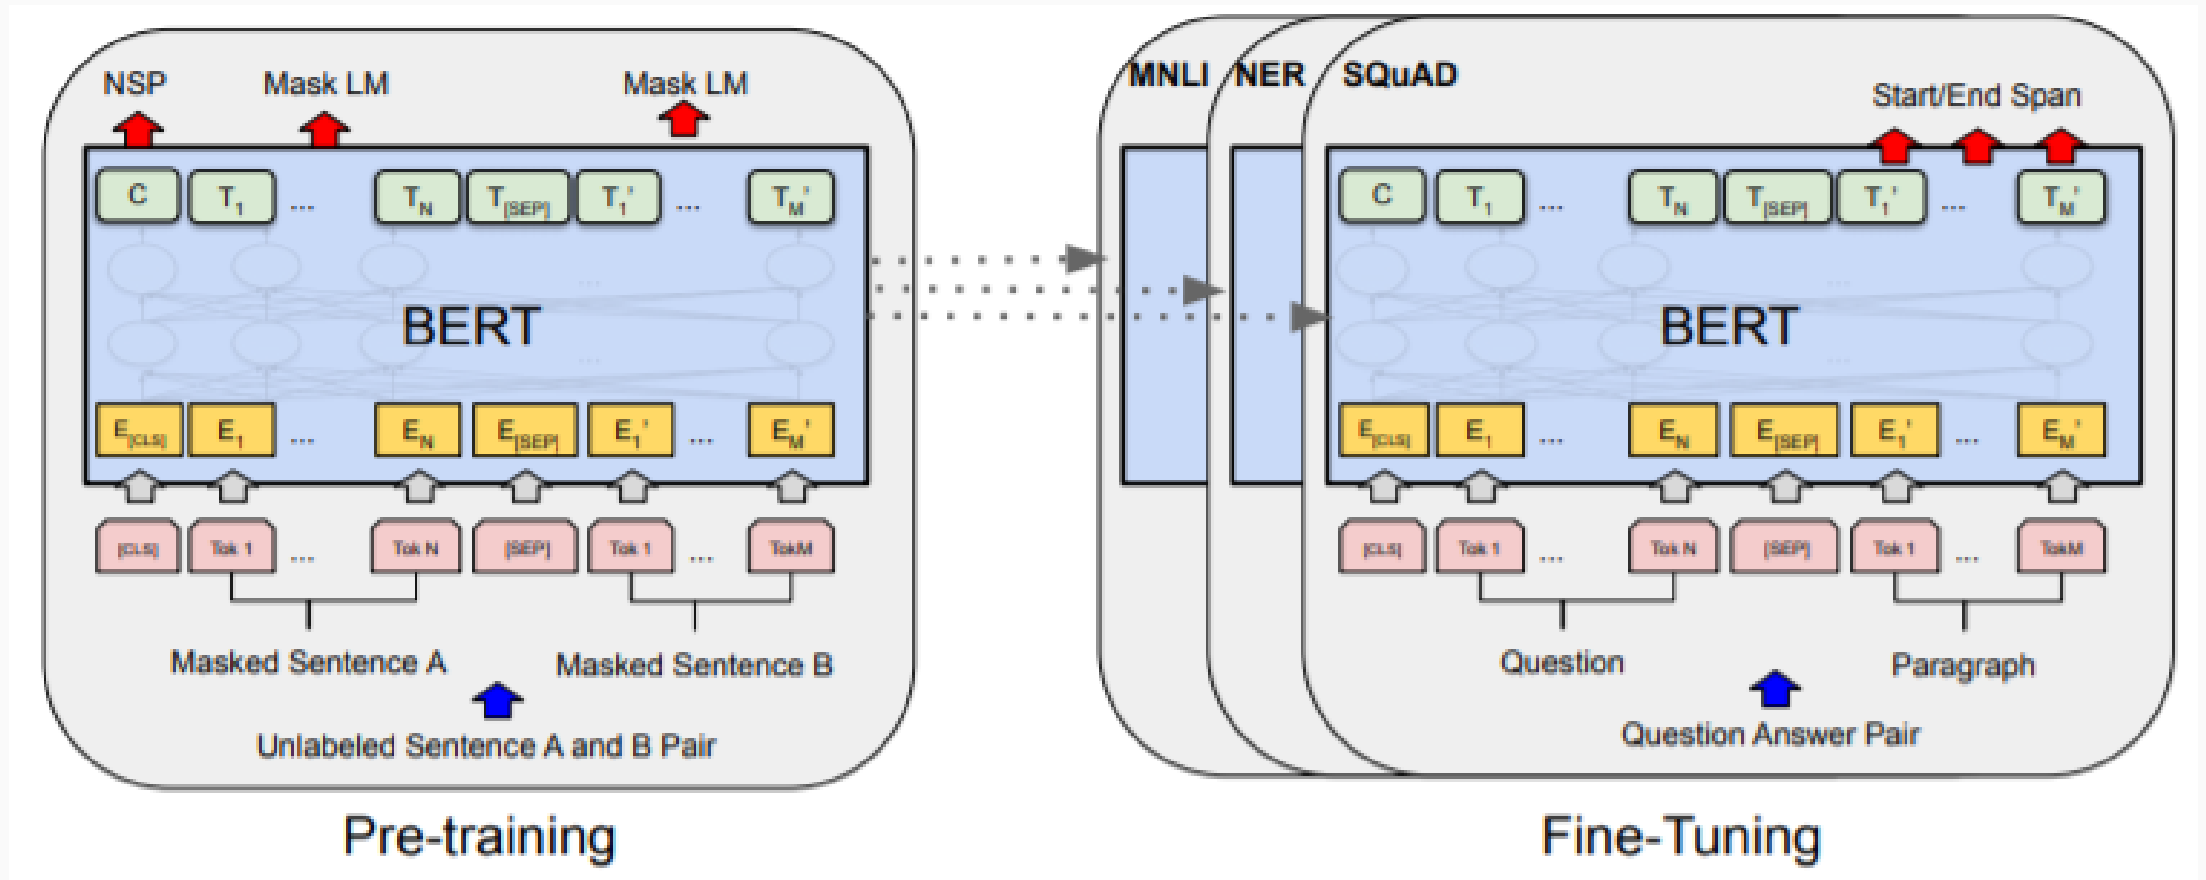 NSP Mask LM Mask LM
C T1 ... TN T[SEP] T1' ... TM'
...
BERT
...
E[CLS] E1 ... EN E[SEP] E1' ... EM'
[CLS] Tok 1 ... Tok N [SEP] Tok 1 ... TokM
Masked Sentence A Masked Sentence B
Unlabeled Sentence A and B Pair
Pre-training
MNLI NER SQuAD
Start/End Span
C T1 ... TN T[SEP] T1' ... TM'
...
BERT
...
E[CLS] E1 ... EN E[SEP] E1' ... EM'
[CLS] Tok 1 ... Tok N [SEP] Tok 1 ... TokM
Question Paragraph
Question Answer Pair
Fine-Tuning